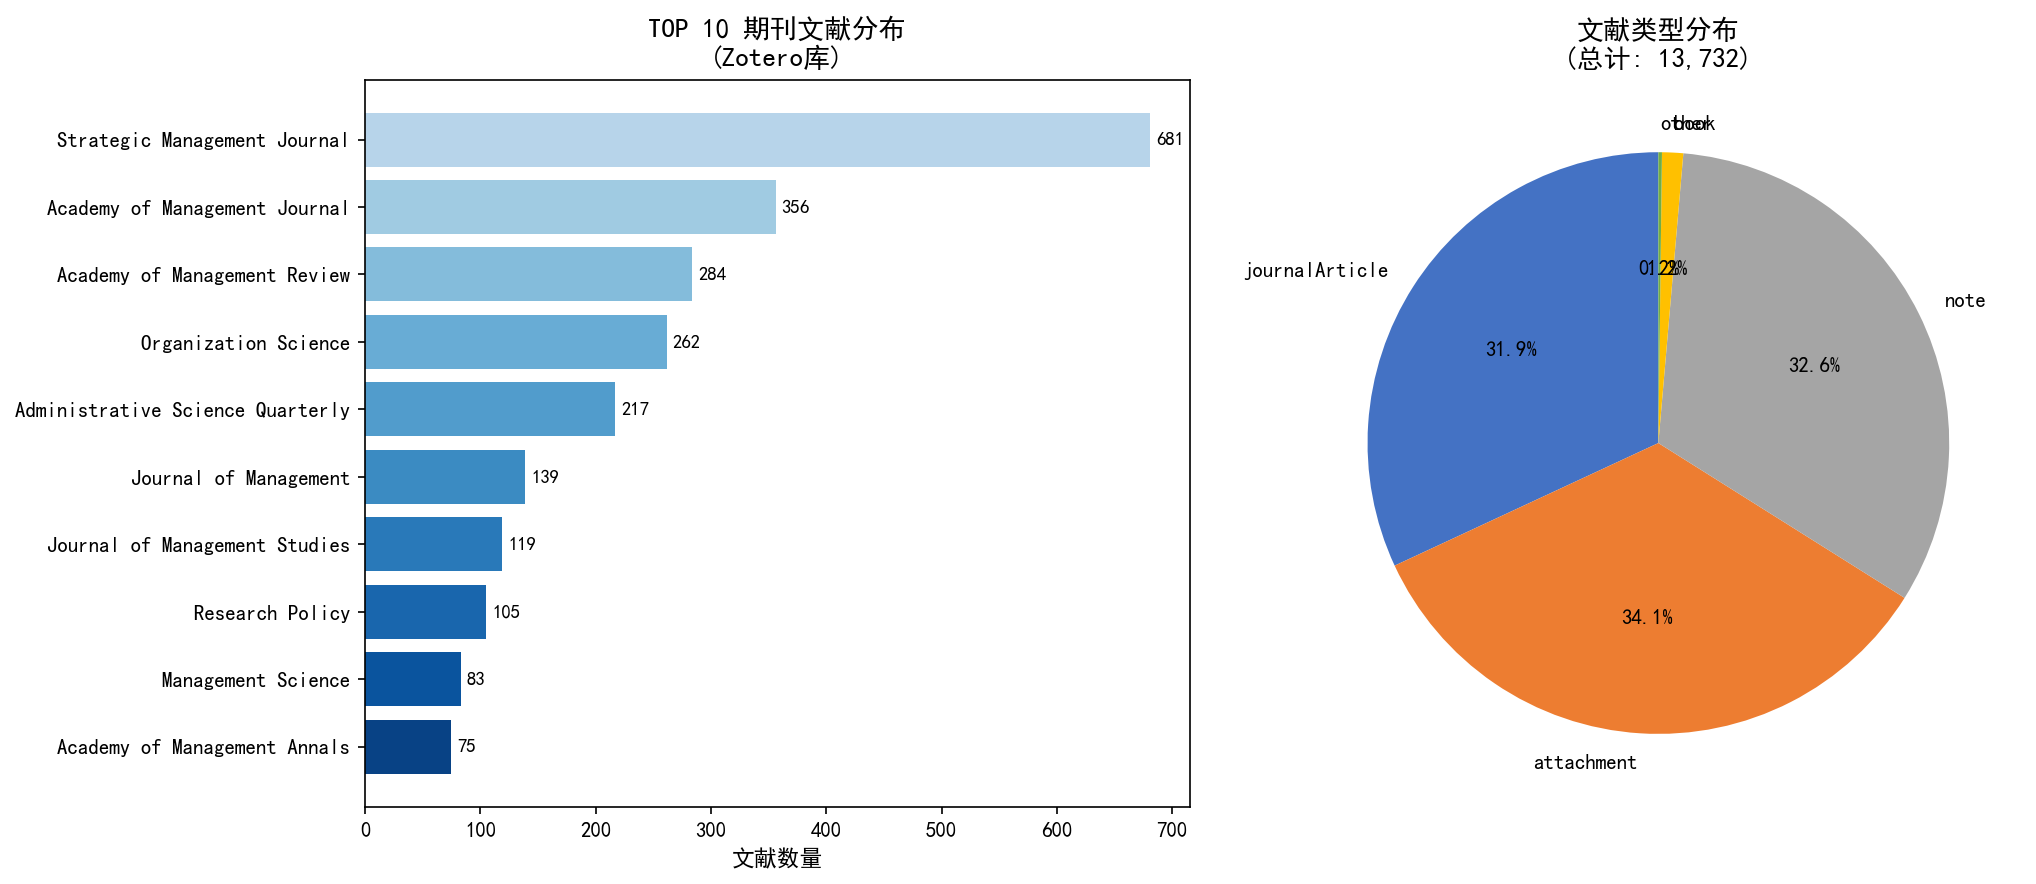 TOP 10 期刊文献分布
(Zotero库)
Strategic Management Journal
681
Academy of Management Journal
356
Academy of Management Review
284
Organization Science
262
Administrative Science Quarterly
217
Journal of Management
139
Journal of Management Studies
119
Research Policy
105
Management Science
83
Academy of Management Annals
75
0 100 200 300 400 500 600 700
文献数量
文献类型分布
(总计: 13,732)
other
book
journalArticle
note
31.9%
32.6%
34.1%
attachment